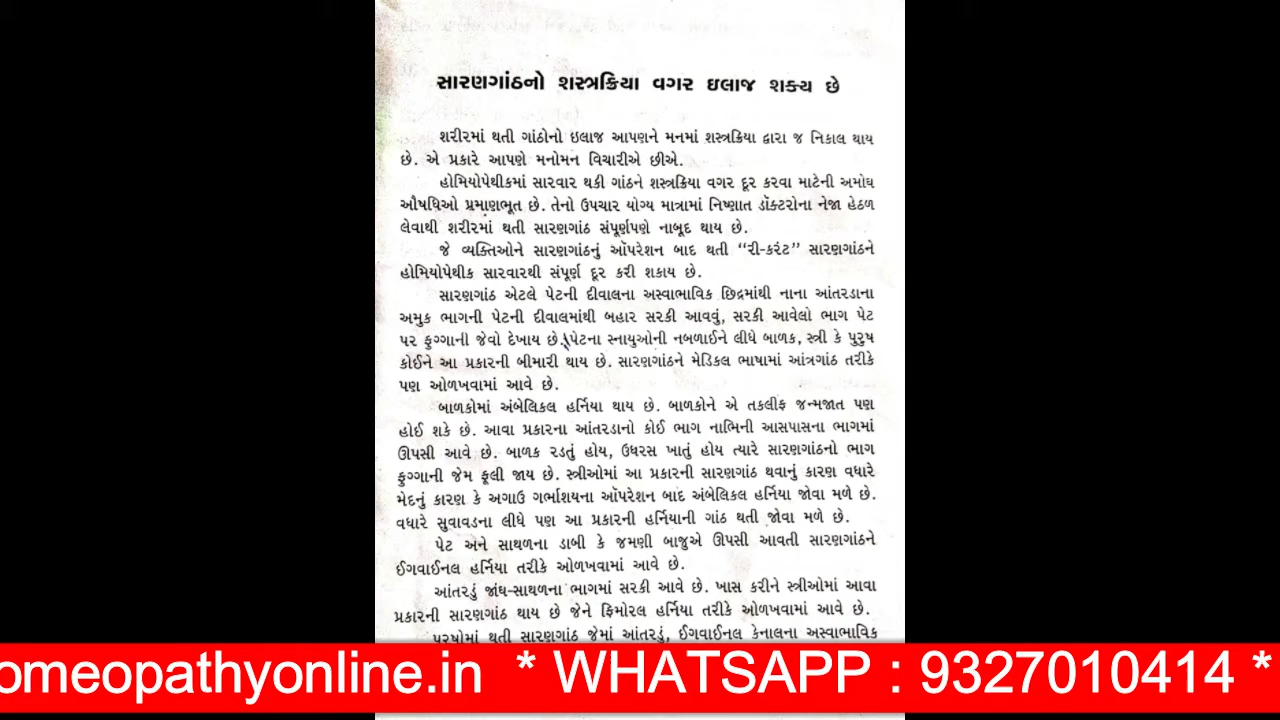 સારણગાંઠનો શસ્ત્રક્રિયા વગર ઇલાજ શક્ય છે
શરીરમાં થતી ગાંઠોનો ઇલાજ આપણને મનમાં શસ્ત્રક્રિયા દ્વારા જ નિકાલ થાય
છે. એ પ્રકારે આપણે મનોમન વિચારીએ છીએ.
હોમિયોપેથીકમાં સારવાર થકી ગાંઠને શસ્ત્રક્રિયા વગર દૂર કરવા માટેની અમોઘ
ઔષધિઓ પ્રમાણભૂત છે. તેનો ઉપચાર યોગ્ય માત્રામાં નિષ્ણાત ડૉક્ટરોના નેજા હેઠળ
લેવાથી શરીરમાં થતી સારણગાંઠ સંપૂર્ણપણે નાબૂદ થાય છે.
જે વ્યક્તિઓને સારણગાંઠનું ઑપરેશન બાદ થતી “રી-કરંટ” સારણગાંઠને
હોમિયોપેથીક સારવારથી સંપૂર્ણ દૂર કરી શકાય છે.
સારણગાંઠ એટલે પેટની દીવાલના અસ્વાભાવિક છિદ્રમાંથી નાના આંતરડાના
અમુક ભાગની પેટની દીવાલમાંથી બહાર સરકી આવવું, સરકી આવેલો ભાગ પેટ
પર ફુગ્ગાની જેવો દેખાય છે. પેટના સ્નાયુઓની નબળાઈને લીધે બાળક, સ્ત્રી કે પુરુષ
કોઈને આ પ્રકારની બીમારી થાય છે. સારણગાંઠને મેડિકલ ભાષામાં આંત્રગાંઠ તરીકે
પણ ઓળખવામાં આવે છે.
બાળકોમાં અંબેલિકલ હર્નિયા થાય છે. બાળકોને એ તકલીફ જન્મજાત પણ
હોઈ શકે છે. આવા પ્રકારના આંતરડાનો કોઈ ભાગ નાભિની આસપાસના ભાગમાં
ઊપસી આવે છે. બાળક રડતું હોય, ઉધરસ ખાતું હોય ત્યારે સારણગાંઠનો ભાગ
ફુગ્ગાની જેમ ફૂલી જાય છે. સ્ત્રીઓમાં આ પ્રકારની સારણગાંઠ થવાનું કારણ વધારે
મેદનું કારણ કે અગાઉ ગર્ભાશયના ઑપરેશન બાદ અંબેલિકલ હર્નિયા જોવા મળે છે.
વધારે સુવાવડના લીધે પણ આ પ્રકારની હર્નિયાની ગાંઠ થતી જોવા મળે છે.
પેટ અને સાથળના ડાબી કે જમણી બાજુએ ઊપસી આવતી સારણગાંઠને
ઈંગવાઈનલ હર્નિયા તરીકે ઓળખવામાં આવે છે.
આંતરડું જાંઘ-સાથળના ભાગમાં સરકી આવે છે. ખાસ કરીને સ્ત્રીઓમાં આવા
પ્રકારની સારણગાંઠ થાય છે જેને ફિમોરલ હર્નિયા તરીકે ઓળખવામાં આવે છે.
પુરુષોમાં થતી સારણગાંઠ જેમાં આંતરડું, ઈંગવાઈનલ કેનાલના અસ્વાભાવિક
omeopathyonline.in * WHATSAPP : 9327010414 *